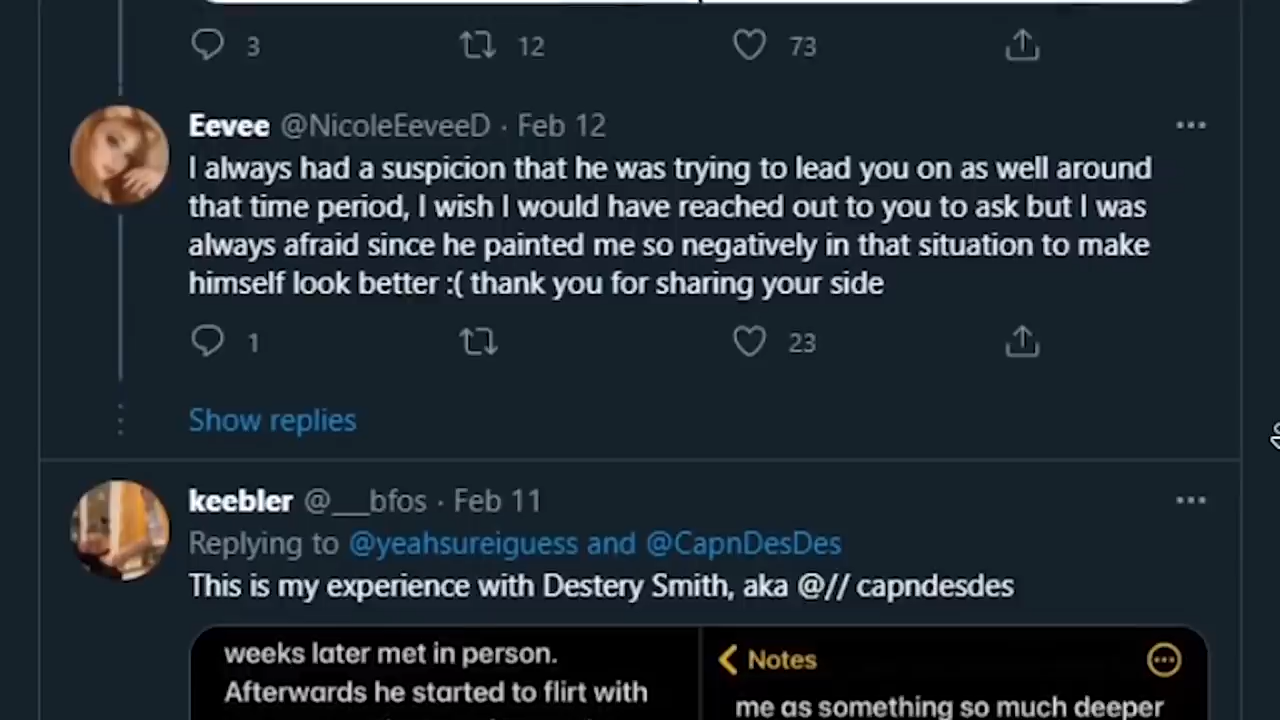 3 12 73
Eevee @NicoleEeveeD · Feb 12
I always had a suspicion that he was trying to lead you on as well around
that time period, I wish I would have reached out to you to ask but I was
always afraid since he painted me so negatively in that situation to make
himself look better :( thank you for sharing your side
1 23
Show replies
keebler @___bfos · Feb 11
Replying to @yeahsureiguess and @CapnDesDes
This is my experience with Destery Smith, aka @// capndesdes
weeks later met in person.
Afterwards he started to flirt with
Notes
me as something so much deeper